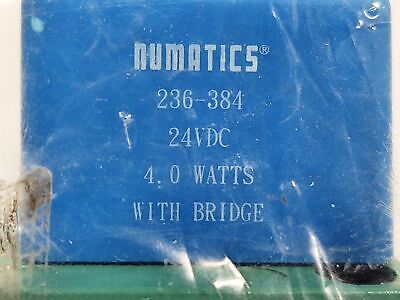 NUMATICS®
236-384
24VDC
4.0 WATTS
WITH BRIDGE